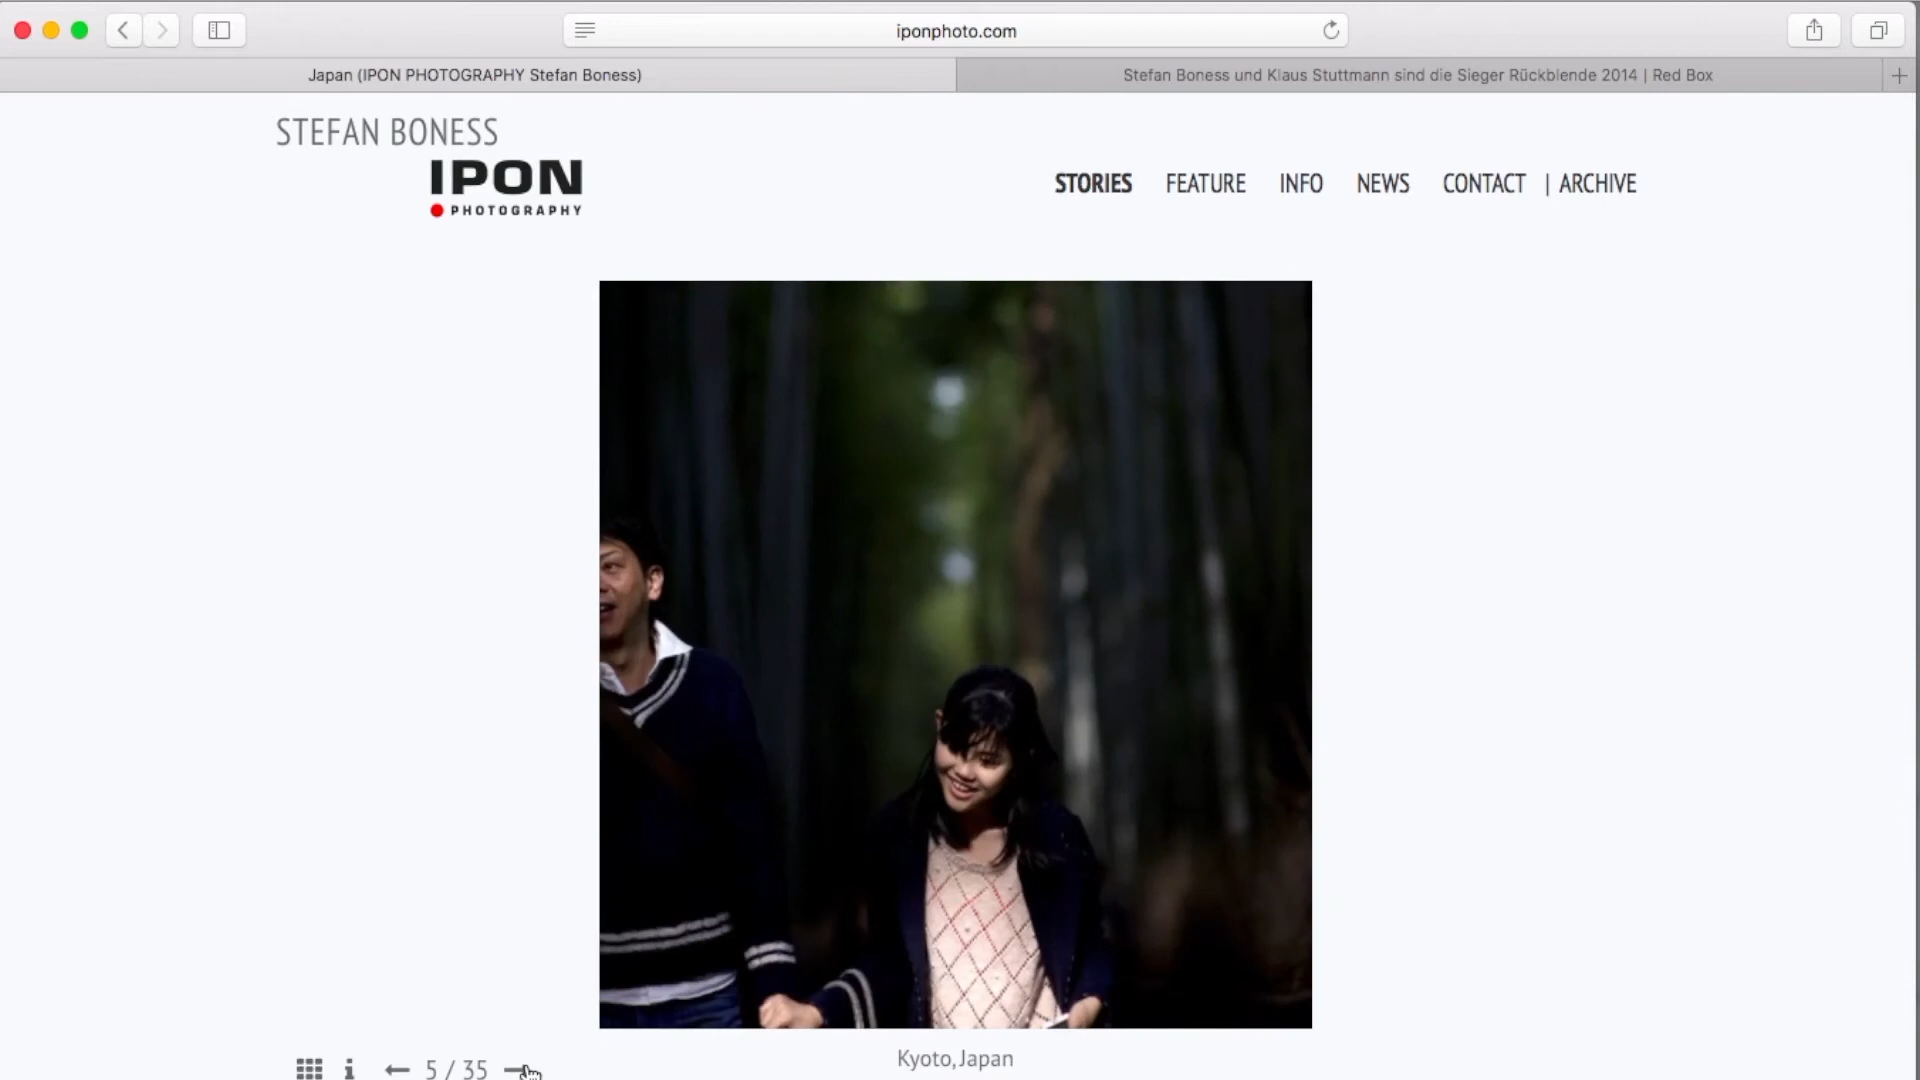 iponphoto.com
Japan (IPON PHOTOGRAPHY Stefan Boness)
Stefan Boness und Klaus Stuttmann sind die Sieger Rückblende 2014 | Red Box
STEFAN BONESS
IPON
PHOTOGRAPHY
STORIES FEATURE INFO NEWS CONTACT | ARCHIVE
Kyoto, Japan
5 / 35